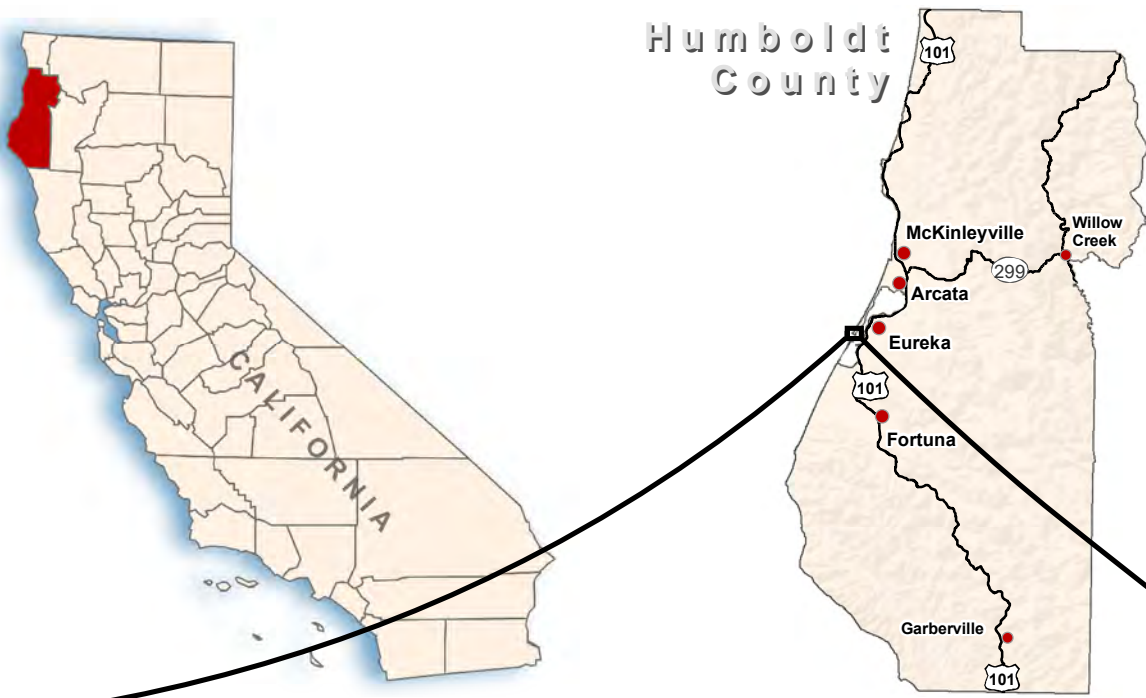 Humboldt
County
101
McKinleyville
Willow
Creek
299
Arcata
Eureka
101
Fortuna
Garberville
101
CALIFORNIA